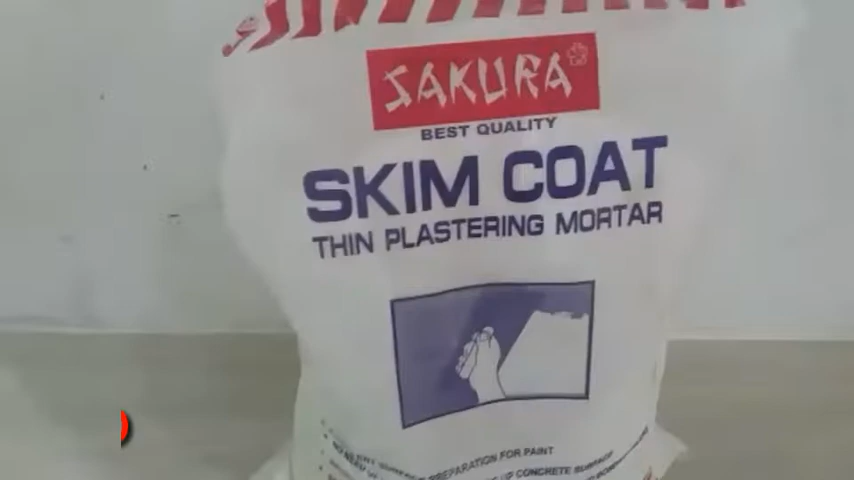 SAKURA
BEST QUALITY
SKIM COAT
THIN PLASTERING MORTAR
PREPARATION FOR PAINT
CONCRETE SURFACE